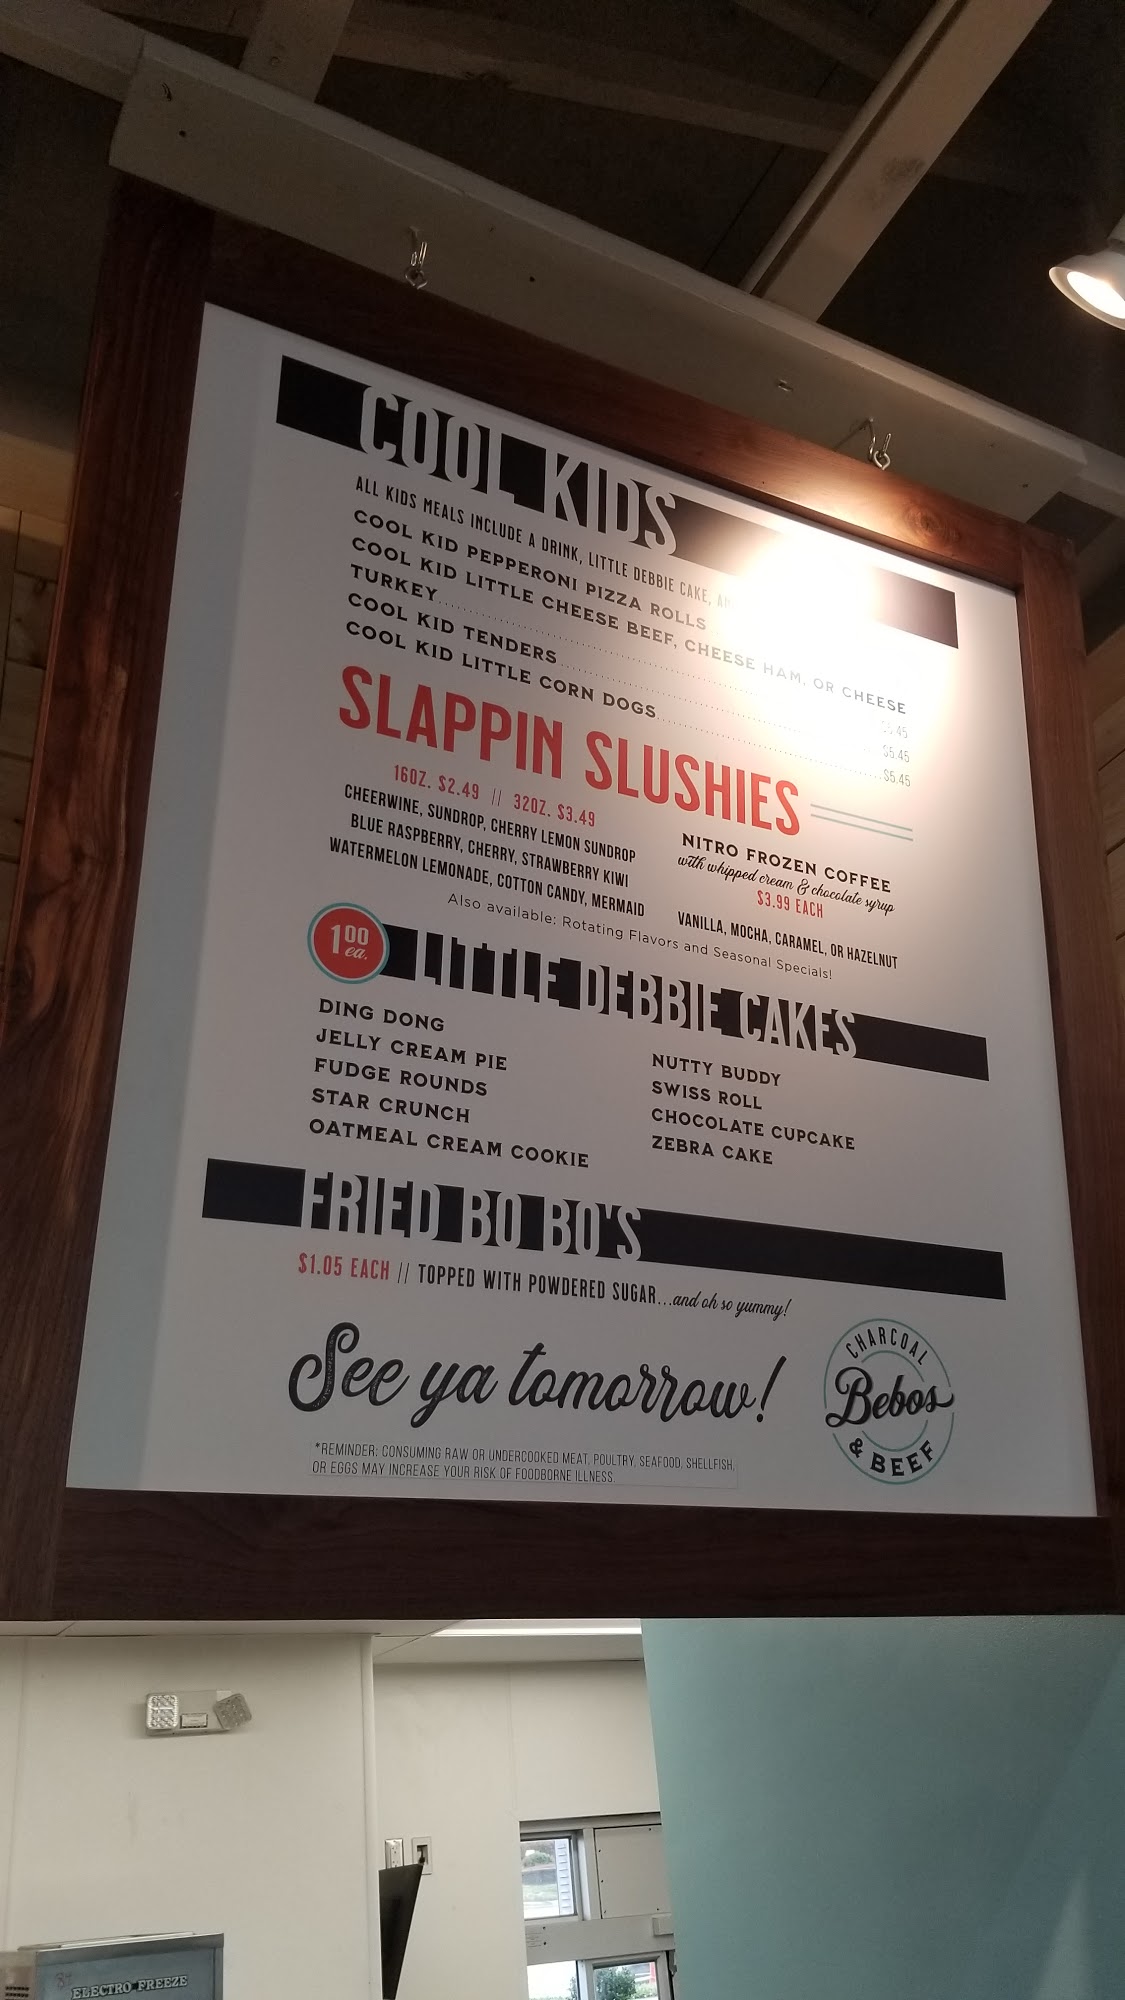 COOL KIDS
ALL KIDS MEALS INCLUDE A DRINK, LITTLE DEBBIE CAKE,
COOL KID PEPPERONI PIZZA ROLLS
COOL KID LITTLE CHEESE BEEF, CHEESE HAM, OR CHEESE
TURKEY $5.45
COOL KID TENDERS $5.45
COOL KID LITTLE CORN DOGS $5.45
SLAPPIN SLUSHIES
16OZ. $2.49 // 32OZ. $3.49
CHEERWINE, SUNDROP, CHERRY LEMON SUNDROP
BLUE RASPBERRY, CHERRY, STRAWBERRY KIWI
WATERMELON LEMONADE, COTTON CANDY, MERMAID
NITRO FROZEN COFFEE
with whipped cream & chocolate syrup
$3.99 EACH
VANILLA, MOCHA, CARAMEL, OR HAZELNUT
Also available: Rotating Flavors and Seasonal Specials!
1.00 ea.
LITTLE DEBBIE CAKES
DING DONG
JELLY CREAM PIE
FUDGE ROUNDS
STAR CRUNCH
OATMEAL CREAM COOKIE
NUTTY BUDDY
SWISS ROLL
CHOCOLATE CUPCAKE
ZEBRA CAKE
FRIED BO BO'S
$1.05 EACH // TOPPED WITH POWDERED SUGAR...and oh so yummy!
See ya tomorrow!
CHARCOAL
Bebos
& BEEF
*REMINDER: CONSUMING RAW OR UNDERCOOKED MEAT, POULTRY, SEAFOOD, SHELLFISH,
OR EGGS MAY INCREASE YOUR RISK OF FOODBORNE ILLNESS.
ELECTRO FREEZE